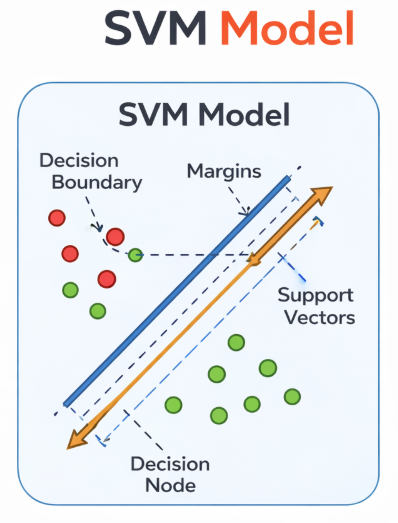 SVM Model
SVM Model
Decision
Boundary
Margins
Support
Vectors
Decision
Node